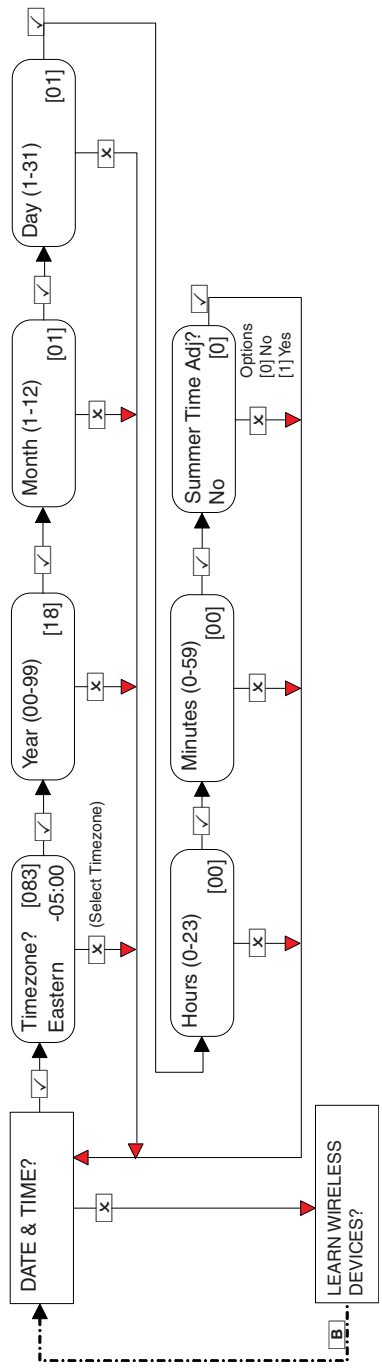 DATE & TIME?
✓
Timezone? [083]
Eastern -05:00
x
(Select Timezone)
✓
Year (00-99)
[18]
x
✓
Month (1-12)
[01]
x
✓
Day (1-31)
[01]
x
✓
Hours (0-23)
[00]
x
✓
Minutes (0-59)
[00]
x
✓
Summer Time Adj?
No [0]
x
Options
[0] No
[1] Yes
✓
x
LEARN WIRELESS
DEVICES?
B